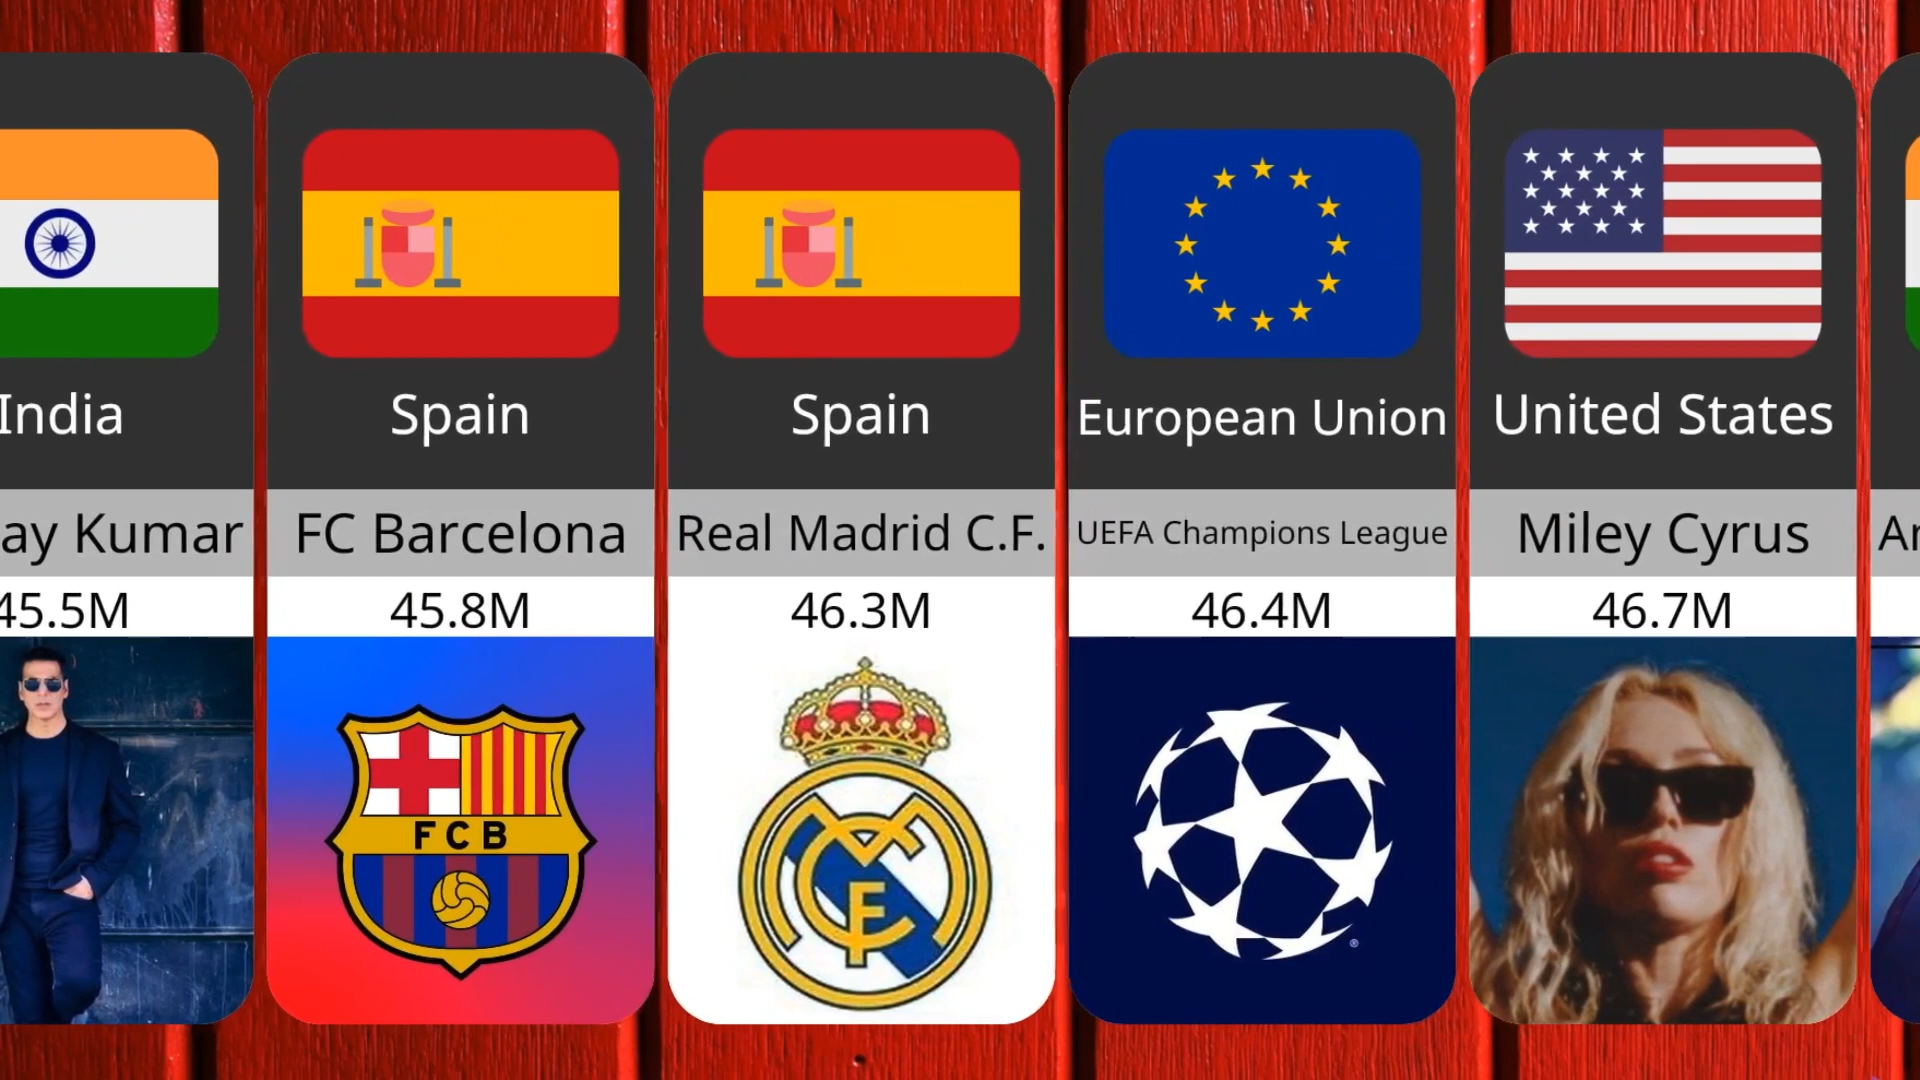 India
ay Kumar
45.5M
Spain
FC Barcelona
45.8M
FCB
Spain
Real Madrid C.F.
46.3M
European Union
UEFA Champions League
46.4M
®
United States
Miley Cyrus
46.7M